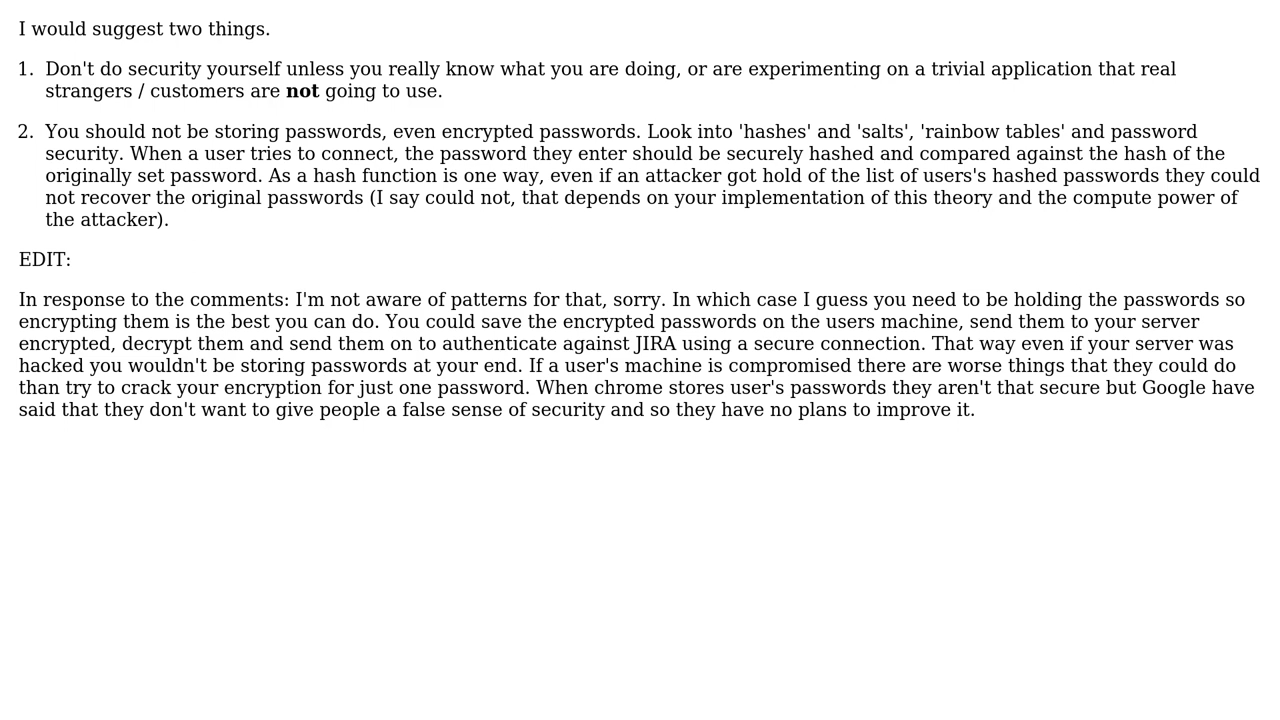 I would suggest two things.
1. Don't do security yourself unless you really know what you are doing, or are experimenting on a trivial application that real
strangers / customers are not going to use.
2. You should not be storing passwords, even encrypted passwords. Look into 'hashes' and 'salts', 'rainbow tables' and password
security. When a user tries to connect, the password they enter should be securely hashed and compared against the hash of the
originally set password. As a hash function is one way, even if an attacker got hold of the list of users's hashed passwords they could
not recover the original passwords (I say could not, that depends on your implementation of this theory and the compute power of
the attacker).
EDIT:
In response to the comments: I'm not aware of patterns for that, sorry. In which case I guess you need to be holding the passwords so
encrypting them is the best you can do. You could save the encrypted passwords on the users machine, send them to your server
encrypted, decrypt them and send them on to authenticate against JIRA using a secure connection. That way even if your server was
hacked you wouldn't be storing passwords at your end. If a user's machine is compromised there are worse things that they could do
than try to crack your encryption for just one password. When chrome stores user's passwords they aren't that secure but Google have
said that they don't want to give people a false sense of security and so they have no plans to improve it.